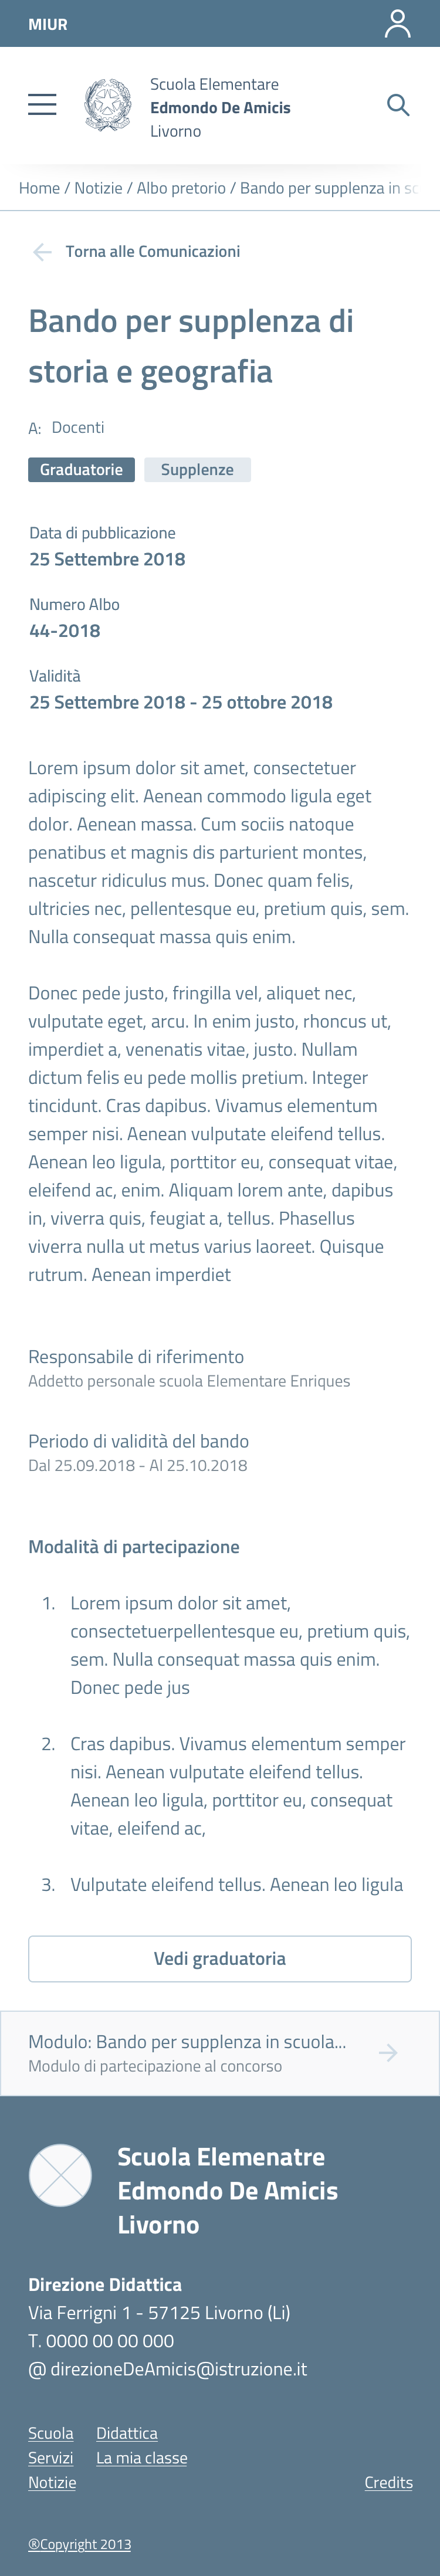 MIUR
Scuola Elementare
Edmondo De Amicis
Livorno
Home / Notizie / Albo pretorio / Bando per supplenza in sc
Torna alle Comunicazioni
Bando per supplenza di
storia e geografia
A: Docenti
Graduatorie Supplenze
Data di pubblicazione
25 Settembre 2018
Numero Albo
44-2018
Validità
25 Settembre 2018 - 25 ottobre 2018
Lorem ipsum dolor sit amet, consectetuer
adipiscing elit. Aenean commodo ligula eget
dolor. Aenean massa. Cum sociis natoque
penatibus et magnis dis parturient montes,
nascetur ridiculus mus. Donec quam felis,
ultricies nec, pellentesque eu, pretium quis, sem.
Nulla consequat massa quis enim.
Donec pede justo, fringilla vel, aliquet nec,
vulputate eget, arcu. In enim justo, rhoncus ut,
imperdiet a, venenatis vitae, justo. Nullam
dictum felis eu pede mollis pretium. Integer
tincidunt. Cras dapibus. Vivamus elementum
semper nisi. Aenean vulputate eleifend tellus.
Aenean leo ligula, porttitor eu, consequat vitae,
eleifend ac, enim. Aliquam lorem ante, dapibus
in, viverra quis, feugiat a, tellus. Phasellus
viverra nulla ut metus varius laoreet. Quisque
rutrum. Aenean imperdiet
Responsabile di riferimento
Addetto personale scuola Elementare Enriques
Periodo di validità del bando
Dal 25.09.2018 - Al 25.10.2018
Modalità di partecipazione
1. Lorem ipsum dolor sit amet,
consectetuerpellentesque eu, pretium quis,
sem. Nulla consequat massa quis enim.
Donec pede jus
2. Cras dapibus. Vivamus elementum semper
nisi. Aenean vulputate eleifend tellus.
Aenean leo ligula, porttitor eu, consequat
vitae, eleifend ac,
3. Vulputate eleifend tellus. Aenean leo ligula
Vedi graduatoria
Modulo: Bando per supplenza in scuola...
Modulo di partecipazione al concorso
Scuola Elemenatre
Edmondo De Amicis
Livorno
Direzione Didattica
Via Ferrigni 1 - 57125 Livorno (Li)
T. 0000 00 00 000
@ direzioneDeAmicis@istruzione.it
Scuola Didattica
Servizi La mia classe
Notizie Credits
®Copyright 2013